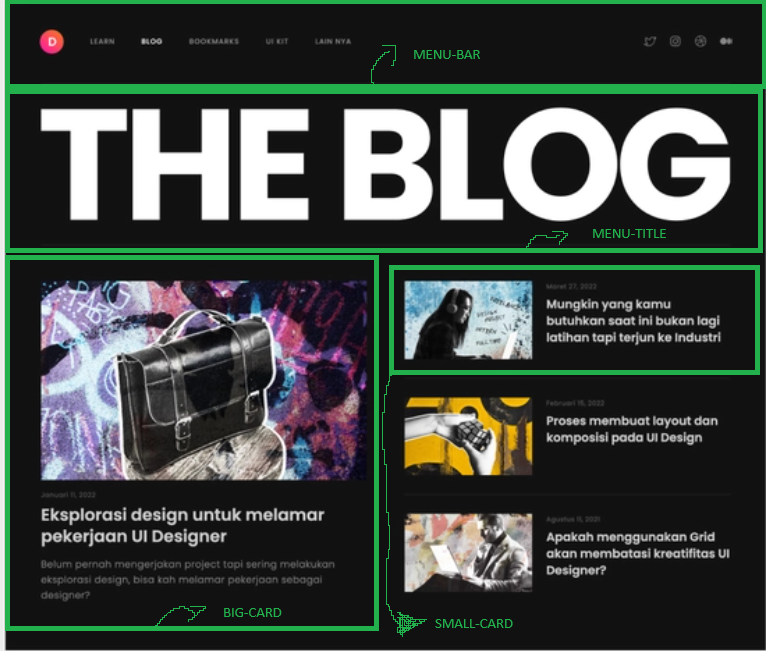 D LEARN BLOG BOOKMARKS UI KIT LAIN NYA
MENU-BAR
THE BLOG
MENU-TITLE
Januari 11, 2022
Eksplorasi design untuk melamar
pekerjaan UI Designer
Belum pernah mengerjakan project tapi sering melakukan
eksplorasi design, bisa kah melamar pekerjaan sebagai
designer?
BIG-CARD
Maret 27, 2022
Mungkin yang kamu
butuhkan saat ini bukan lagi
latihan tapi terjun ke Industri
DESIGN
PROJECT
Februari 15, 2022
Proses membuat layout dan
komposisi pada UI Design
Agustus 11, 2021
Apakah menggunakan Grid
akan membatasi kreatifitas UI
Designer?
SMALL-CARD